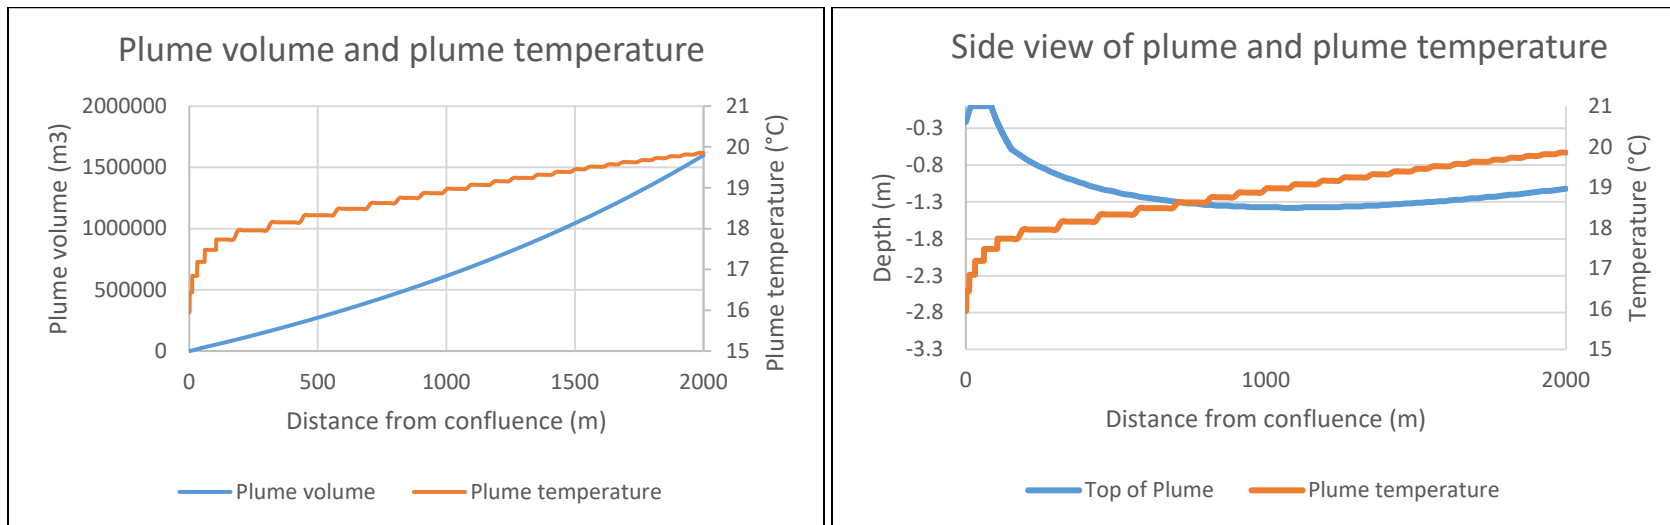 Plume volume and plume temperature
Plume volume (m3)
2000000
1500000
1000000
500000
0
21
20
19
18
17
16
15
Plume temperature (°C)
0 500 1000 1500 2000
Distance from confluence (m)
Plume volume Plume temperature
Side view of plume and plume temperature
Depth (m)
-0.3
-0.8
-1.3
-1.8
-2.3
-2.8
-3.3
21
20
19
18
17
16
15
Temperature (°C)
0 1000 2000
Distance from confluence (m)
Top of Plume Plume temperature